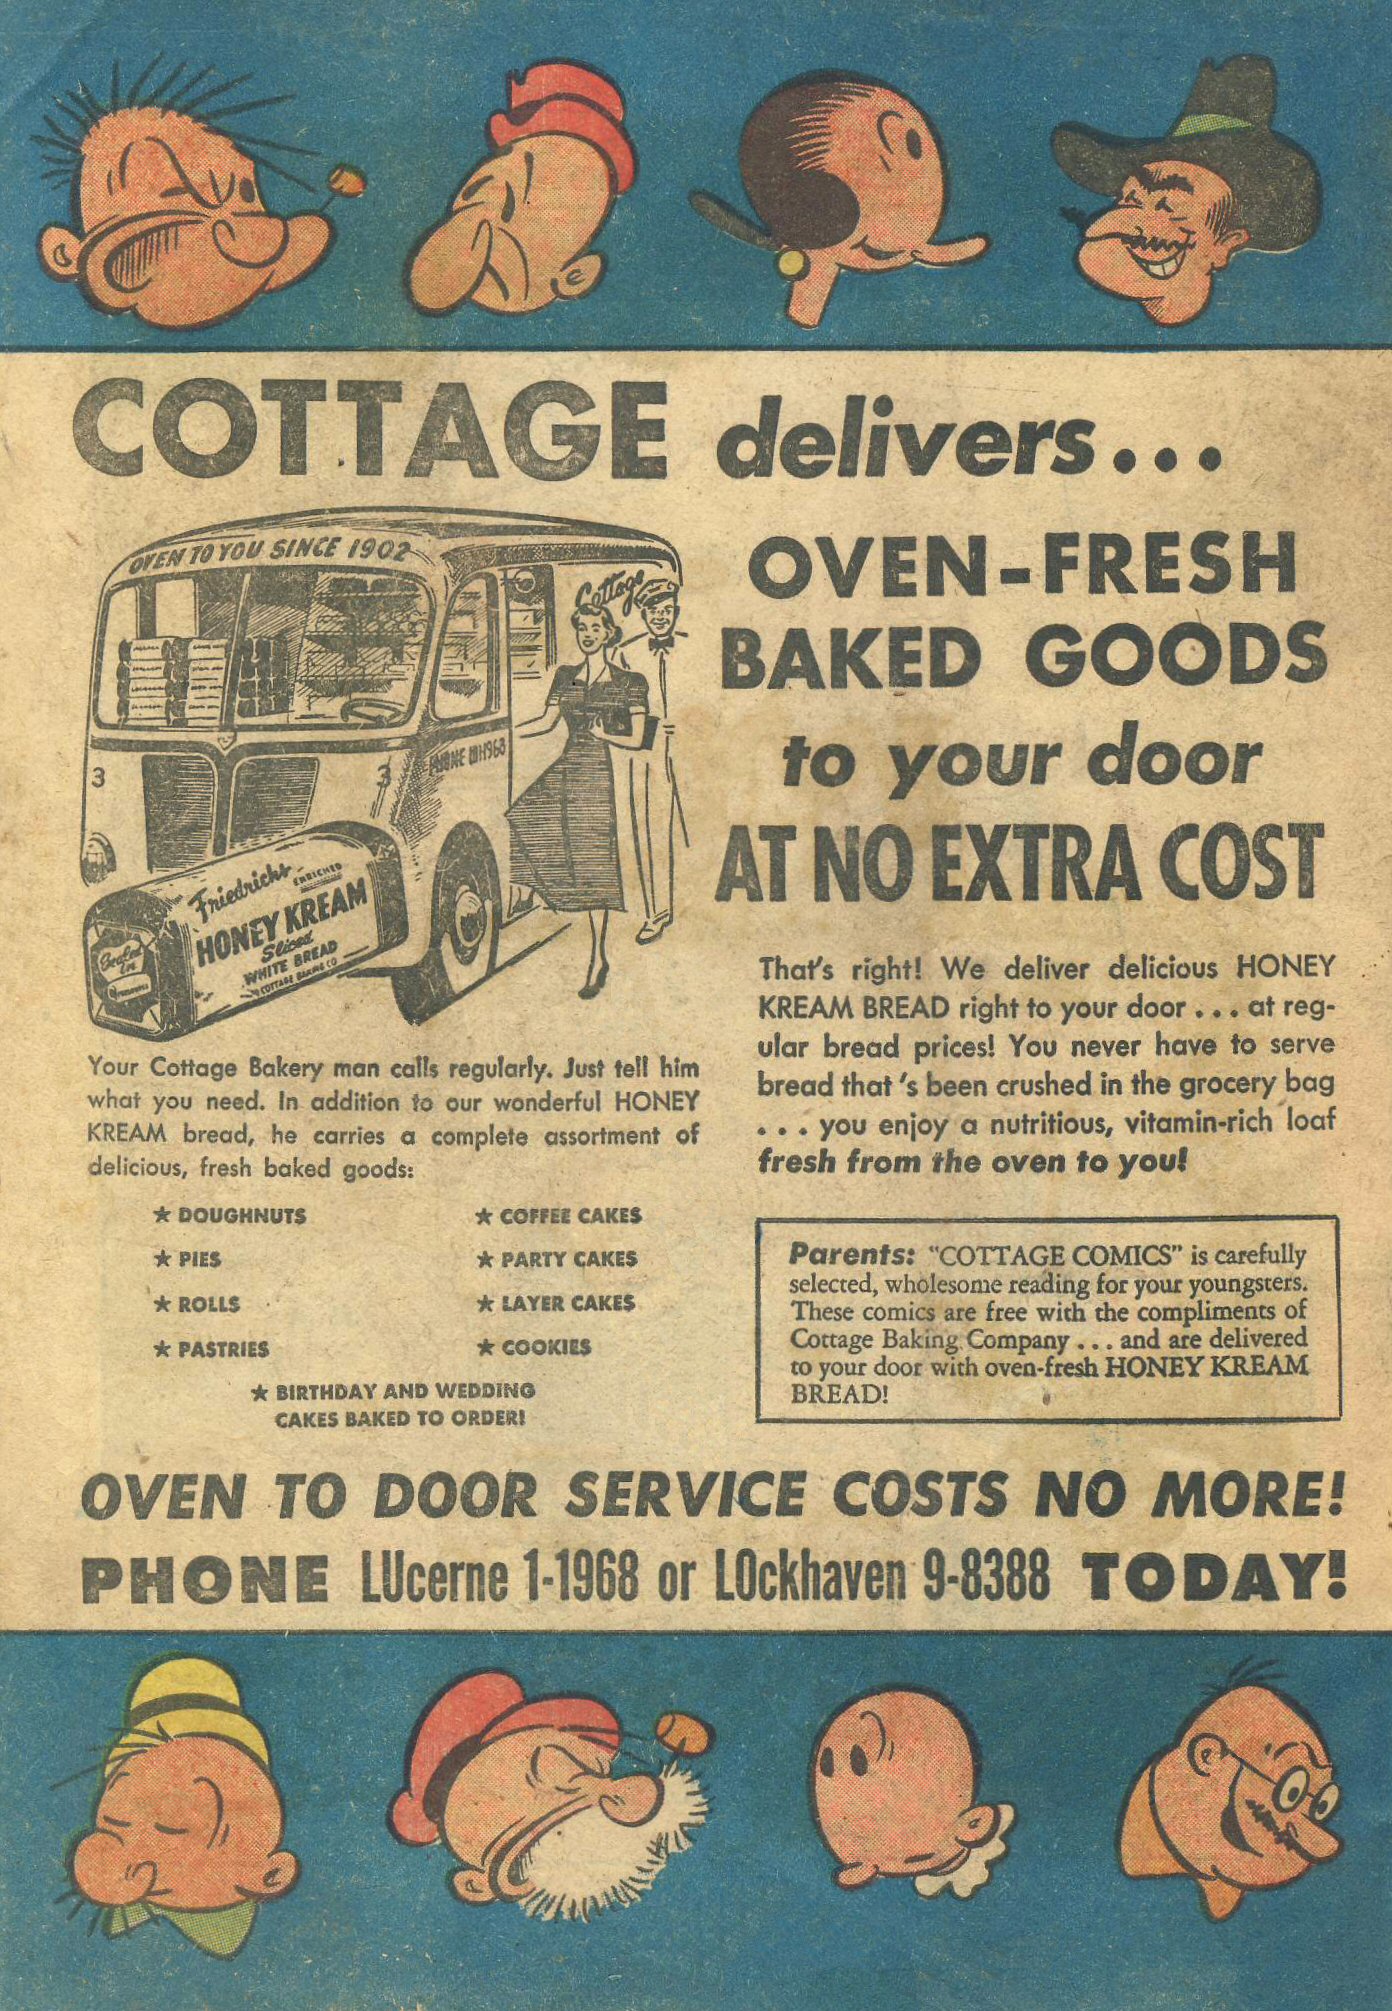 COTTAGE delivers...
OVEN TO YOU SINCE 1902
Cottage
3
3
PHONE
Friedrichs
ENRICHED
HONEY KREAM
Sliced
WHITE BREAD
COTTAGE BAKING CO
Sealed
OVEN-FRESH
BAKED GOODS
to your door
AT NO EXTRA COST
Your Cottage Bakery man calls regularly. Just tell him
what you need. In addition to our wonderful HONEY
KREAM bread, he carries a complete assortment of
delicious, fresh baked goods:
★ DOUGHNUTS
★ PIES
★ ROLLS
★ PASTRIES
★ COFFEE CAKES
★ PARTY CAKES
★ LAYER CAKES
★ COOKIES
★ BIRTHDAY AND WEDDING
CAKES BAKED TO ORDER!
That's right! We deliver delicious HONEY
KREAM BREAD right to your door . . . at reg-
ular bread prices! You never have to serve
bread that 's been crushed in the grocery bag
. . . you enjoy a nutritious, vitamin-rich loaf
fresh from the oven to you!
Parents: "COTTAGE COMICS" is carefully
selected, wholesome reading for your youngsters.
These comics are free with the compliments of
Cottage Baking Company . . . and are delivered
to your door with oven-fresh HONEY KREAM
BREAD!
OVEN TO DOOR SERVICE COSTS NO MORE!
PHONE LUcerne 1-1968 or LOckhaven 9-8388 TODAY!